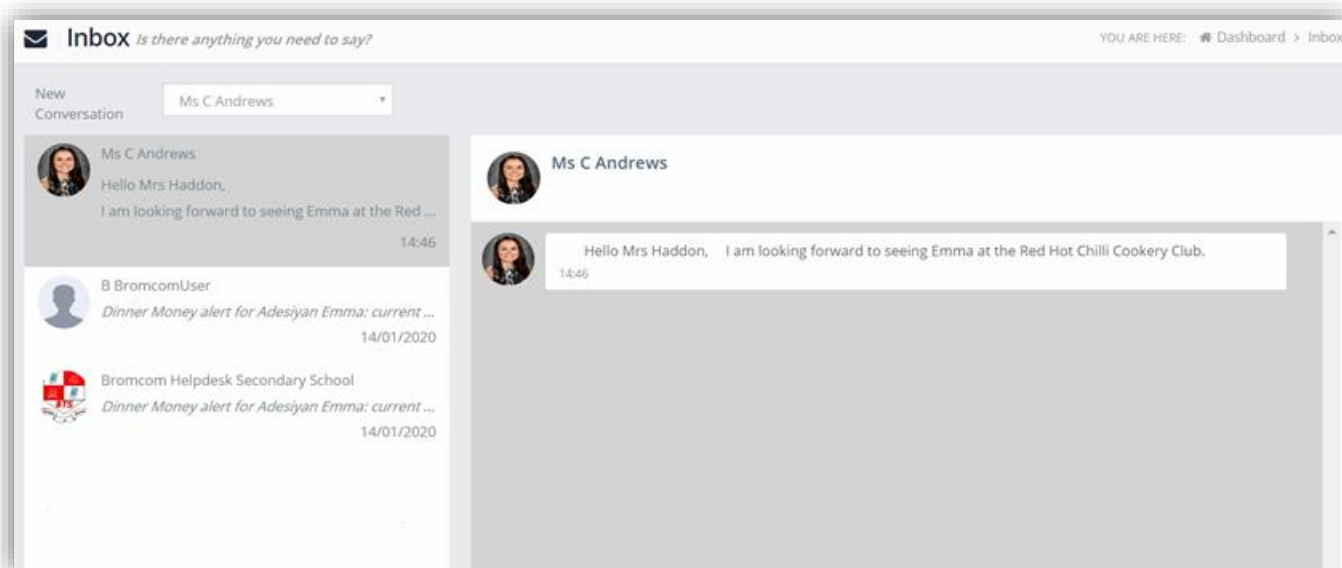 Inbox Is there anything you need to say?
YOU ARE HERE: Dashboard > Inbox
New
Conversation
Ms C Andrews
Ms C Andrews
Hello Mrs Haddon,
I am looking forward to seeing Emma at the Red ...
14:46
B BromcomUser
Dinner Money alert for Adesiyan Emma: current ...
14/01/2020
Bromcom Helpdesk Secondary School
Dinner Money alert for Adesiyan Emma: current ...
14/01/2020
Ms C Andrews
Hello Mrs Haddon, I am looking forward to seeing Emma at the Red Hot Chilli Cookery Club.
14:46